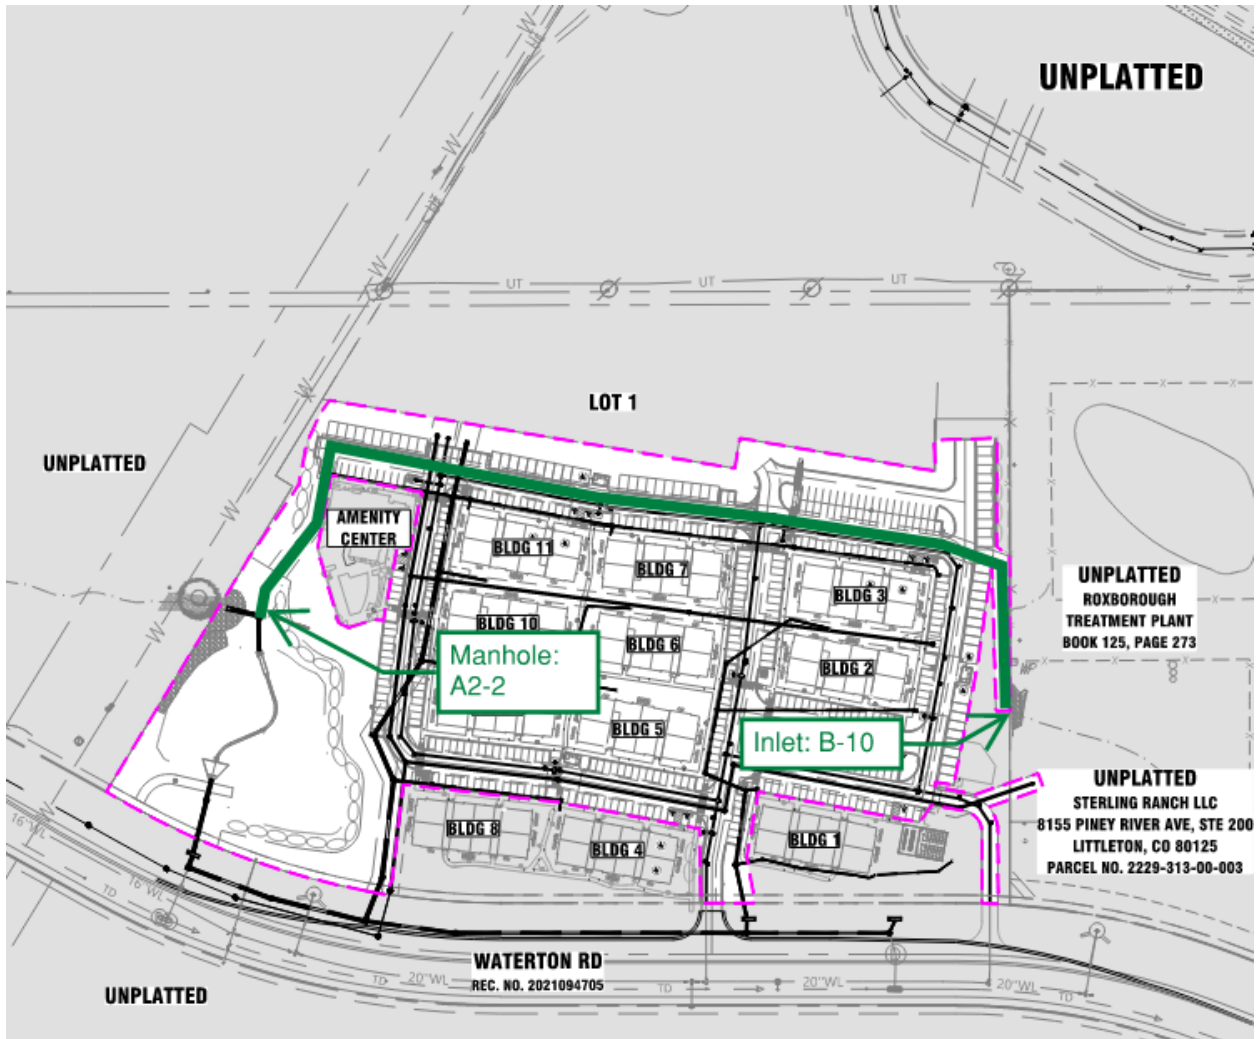 UNPLATTED
W
W
W
W
UT
UT
UT
W
W
LOT 1
UNPLATTED
W
AMENITY
CENTER
BLDG 11
BLDG 7
BLDG 3
UNPLATTED
ROXBOROUGH
TREATMENT PLANT
BOOK 125, PAGE 273
BLDG 10
BLDG 6
BLDG 2
W
Manhole:
A2-2
W
BLDG 5
Inlet: B-10
UNPLATTED
STERLING RANCH LLC
8155 PINEY RIVER AVE, STE 200
LITTLETON, CO 80125
PARCEL NO. 2229-313-00-003
W
16"WL
BLDG 8
BLDG 4
BLDG 1
TD
16"WL
WATERTON RD
REC. NO. 2021094705
TD
20"WL
TD
20"WL
20"WL
TD
UNPLATTED